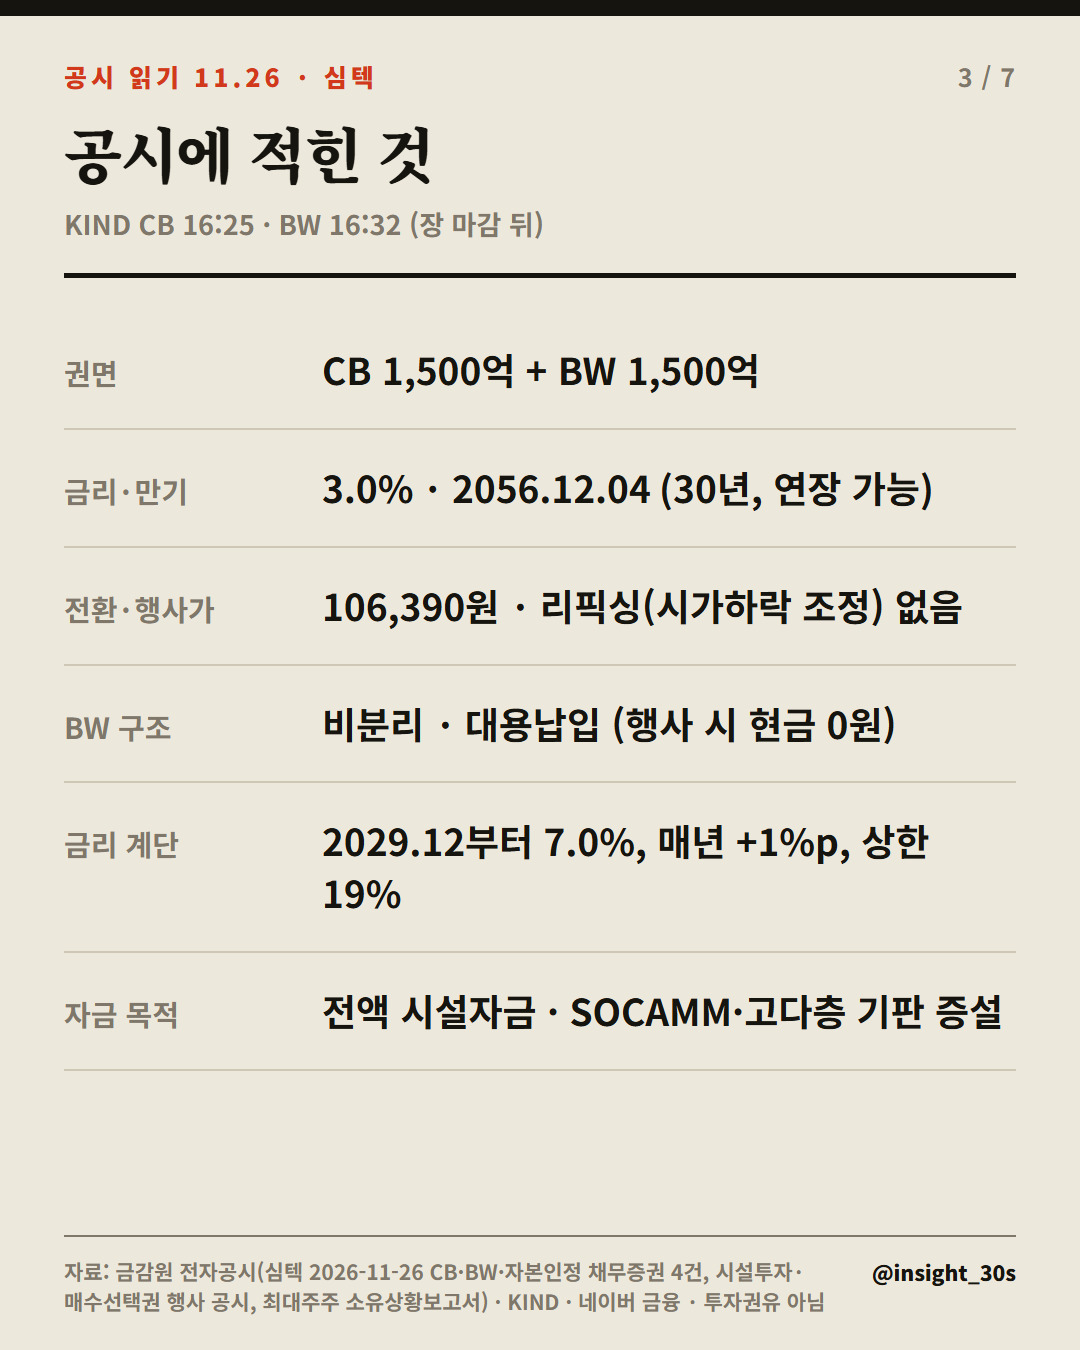 공시 읽기 11.26 · 심텍
3 / 7
공시에 적힌 것
KIND CB 16:25 · BW 16:32 (장 마감 뒤)
권면
CB 1,500억 + BW 1,500억
금리·만기
3.0% · 2056.12.04 (30년, 연장 가능)
전환·행사가
106,390원 · 리픽싱(시가하락 조정) 없음
BW 구조
비분리 · 대용납입 (행사 시 현금 0원)
금리 계단
2029.12부터 7.0%, 매년 +1%p, 상한
19%
자금 목적
전액 시설자금 · SOCAMM·고다층 기판 증설
자료: 금감원 전자공시(심텍 2026-11-26 CB·BW·자본인정 채무증권 4건, 시설투자·
매수선택권 행사 공시, 최대주주 소유상황보고서) · KIND · 네이버 금융 · 투자권유 아님
@insight_30s